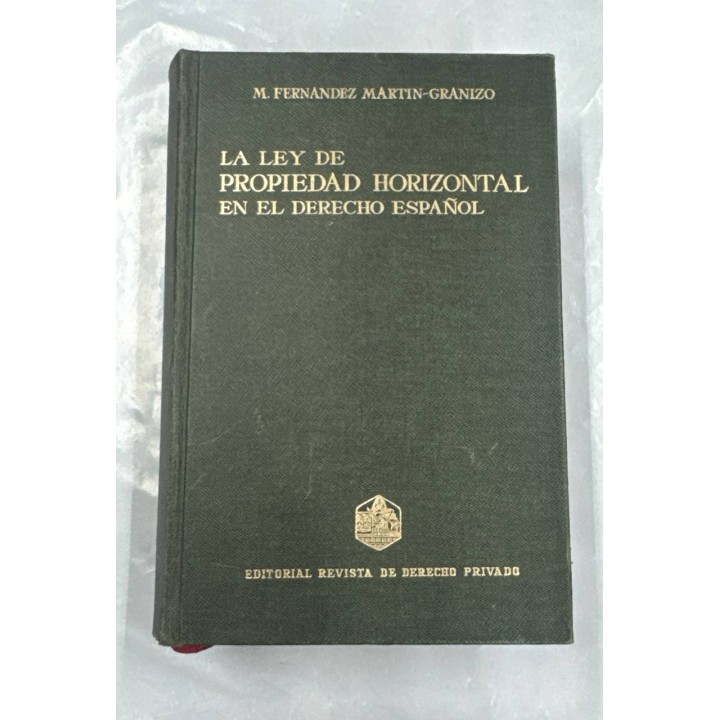 M. FERNANDEZ MARTIN-GRANIZO
LA LEY DE
PROPIEDAD HORIZONTAL
EN EL DERECHO ESPAÑOL
EDITORIAL REVISTA DE DERECHO PRIVADO